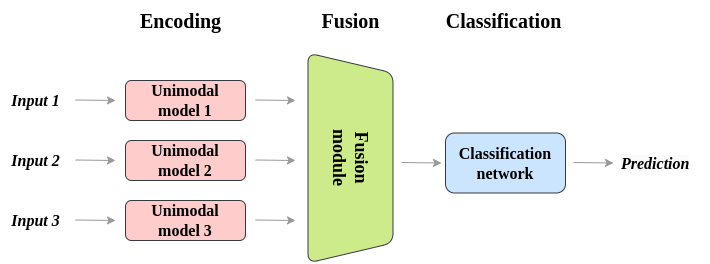 Encoding
Fusion
Classification
Input 1
Unimodal
model 1
Input 2
Unimodal
model 2
Input 3
Unimodal
model 3
Fusion
module
Classification
network
Prediction